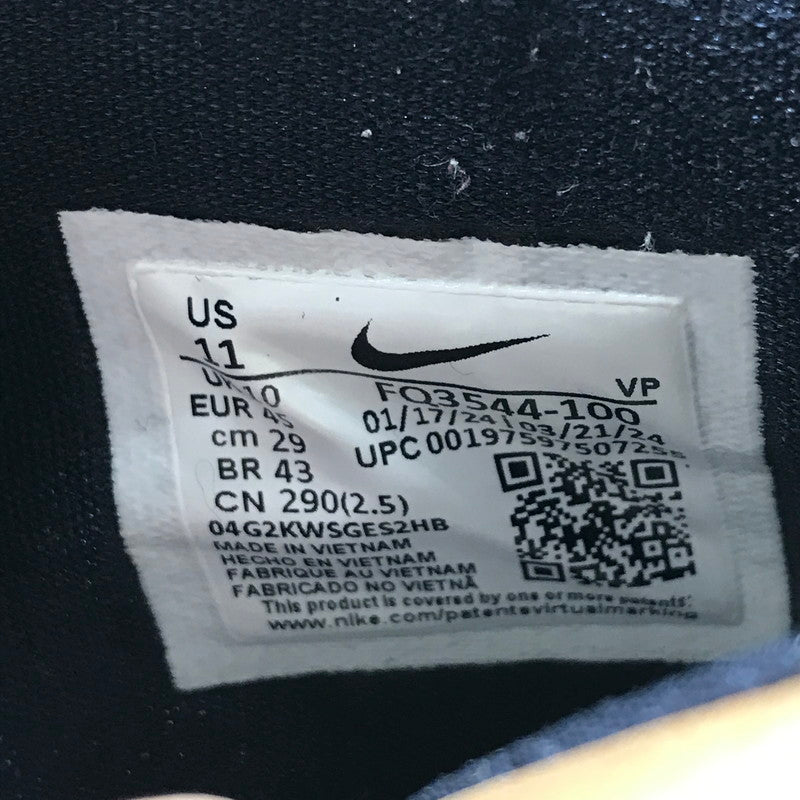 US
11
UK 10
EUR 45
cm 29
BR 43
CN 290(2.5)
FQ3544-100
VP
01/17/24 | 03/21/24
UPC
04G2KWSGES2HB
MADE IN VIETNAM
HECHO EN VIETNAM
FABRIQUE AU VIETNAM
FABRICADO NO VIETNÃ
This product is covered by one or more patents.
www.nike.com/patentsvirtualmarking